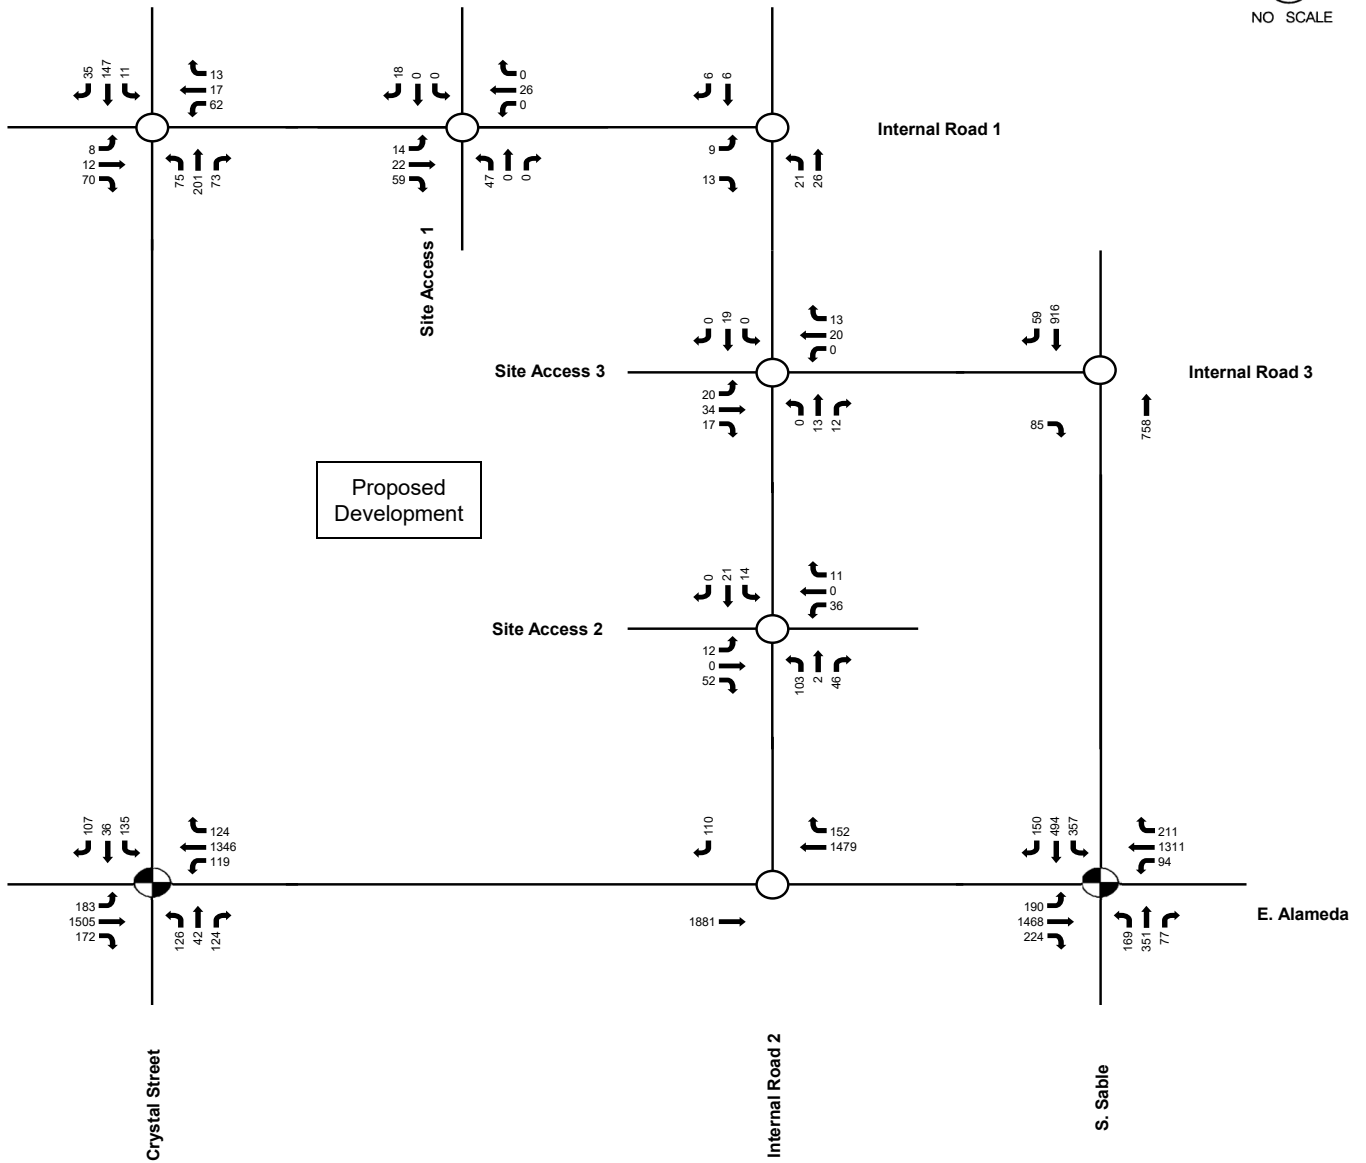 NO SCALE
35 147 11
13
17
62
8
12
70
75 201 73
18 0 0
0
26
0
14
22
59
47 0 0
6 6
9
13
21 26
Internal Road 1
Site Access 1
0 19 0
13
20
0
Site Access 3
20
34
17
0 13 12
59 916
85
758
Internal Road 3
Proposed
Development
0 21 14
11
0
36
Site Access 2
12
0
52
103 2 46
107 36 135
124
1346
119
183
1505
172
126 42 124
110
152
1479
1881
150 494 357
211
1311
94
190
1468
224
169 351 77
E. Alameda
Crystal Street
Internal Road 2
S. Sable